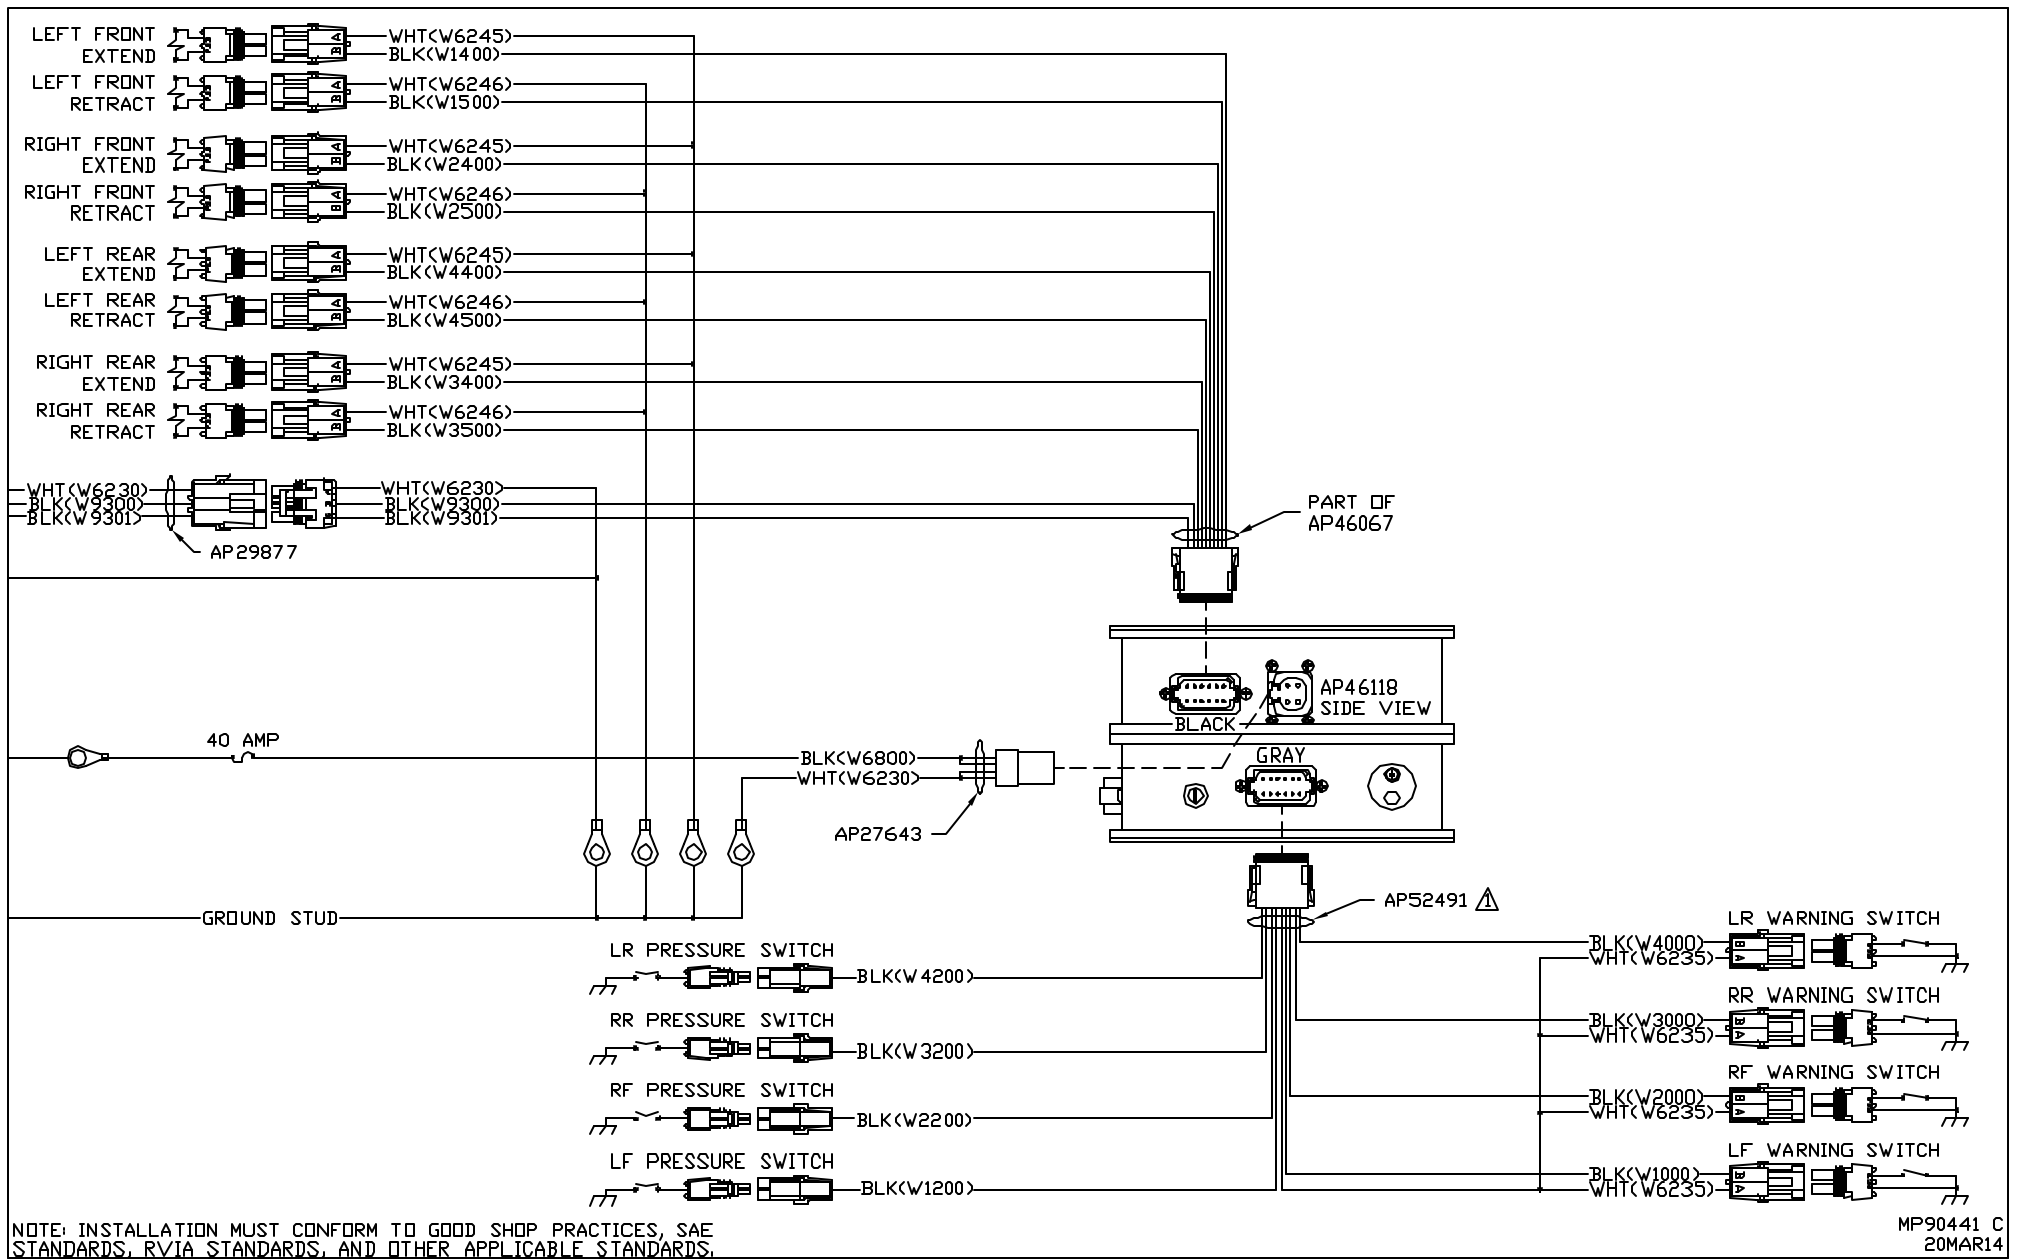 LEFT FRONT
EXTEND
WHT(W6245)
BLK(W1400)
LEFT FRONT
RETRACT
WHT(W6246)
BLK(W1500)
RIGHT FRONT
EXTEND
WHT(W6245)
BLK(W2400)
RIGHT FRONT
RETRACT
WHT(W6246)
BLK(W2500)
LEFT REAR
EXTEND
WHT(W6245)
BLK(W4400)
LEFT REAR
RETRACT
WHT(W6246)
BLK(W4500)
RIGHT REAR
EXTEND
WHT(W6245)
BLK(W3400)
RIGHT REAR
RETRACT
WHT(W6246)
BLK(W3500)
A
B
A
B
A
B
A
B
A
B
A
B
A
B
A
B
WHT(W6230)
BLK(W9300)
BLK(W9301)
WHT(W6230)
BLK(W9300)
BLK(W9301)
AP29877
PART OF
AP46067
AP46118
SIDE VIEW
BLACK
GRAY
40 AMP
BLK(W6800)
WHT(W6230)
AP27643
GROUND STUD
AP52491 1
LR PRESSURE SWITCH
BLK(W4200)
RR PRESSURE SWITCH
BLK(W3200)
RF PRESSURE SWITCH
BLK(W2200)
LF PRESSURE SWITCH
BLK(W1200)
LR WARNING SWITCH
BLK(W4000)
WHT(W6235)
B
A
RR WARNING SWITCH
BLK(W3000)
WHT(W6235)
B
A
RF WARNING SWITCH
BLK(W2000)
WHT(W6235)
B
A
LF WARNING SWITCH
BLK(W1000)
WHT(W6235)
B
A
NOTE: INSTALLATION MUST CONFORM TO GOOD SHOP PRACTICES, SAE
STANDARDS, RVIA STANDARDS, AND OTHER APPLICABLE STANDARDS.
MP90441 C
20MAR14